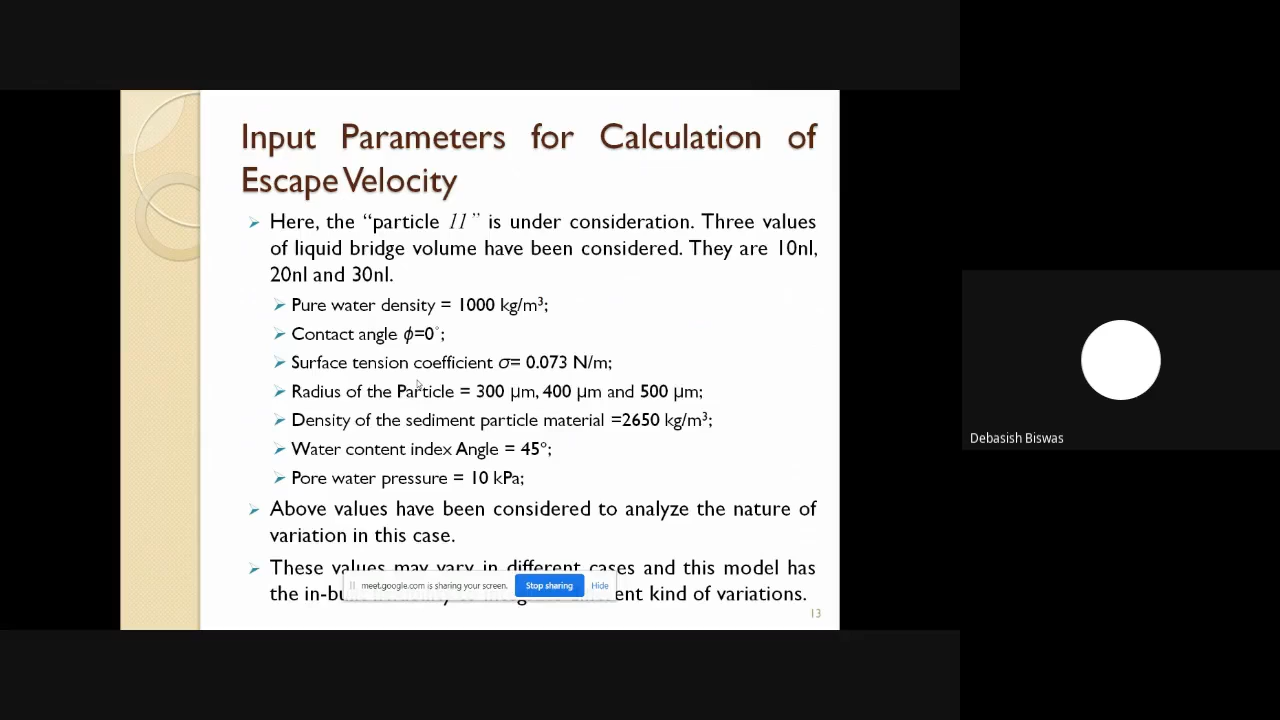 Input Parameters for Calculation of
Escape Velocity
Here, the “particle 11” is under consideration. Three values
of liquid bridge volume have been considered. They are 10nl,
20nl and 30nl.
Pure water density = 1000 kg/m³;
Contact angle ϕ=0°;
Surface tension coefficient σ= 0.073 N/m;
Radius of the Particle = 300 µm, 400 µm and 500 µm;
Density of the sediment particle material =2650 kg/m³;
Water content index Angle = 45°;
Pore water pressure = 10 kPa;
Above values have been considered to analyze the nature of
variation in this case.
These values may vary in different cases and this model has
the kind of variations.
meet.google.com is sharing your screen. Stop sharing Hide
13
Debasish Biswas